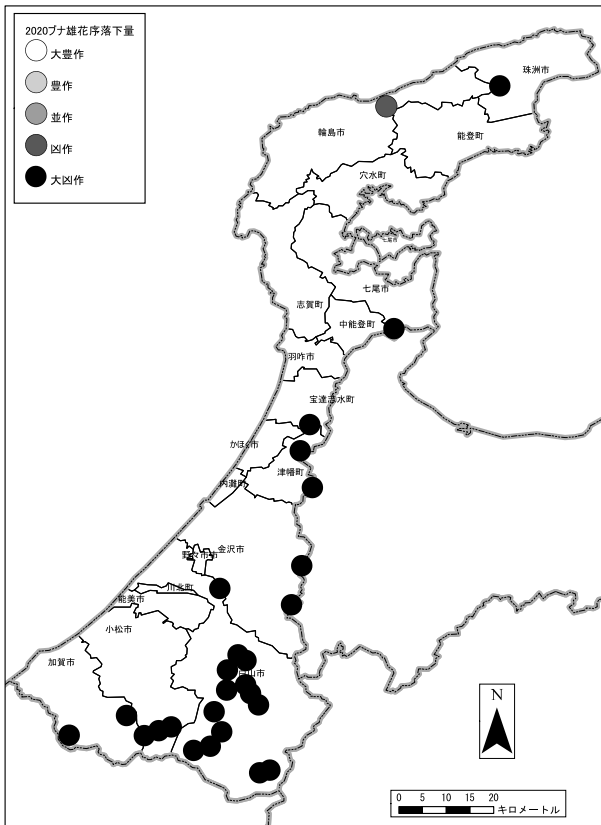 2020ブナ雄花序落下量
大豊作
豊作
並作
凶作
大凶作
珠洲市
輪島市
能登町
穴水町
七尾市
七尾市
志賀町
中能登町
羽咋市
宝達志水町
かほく市
津幡町
内灘町
金沢市
野々市市
川北町
能美市
小松市
加賀市
白山市
N
0 5 10 15 20
キロメートル